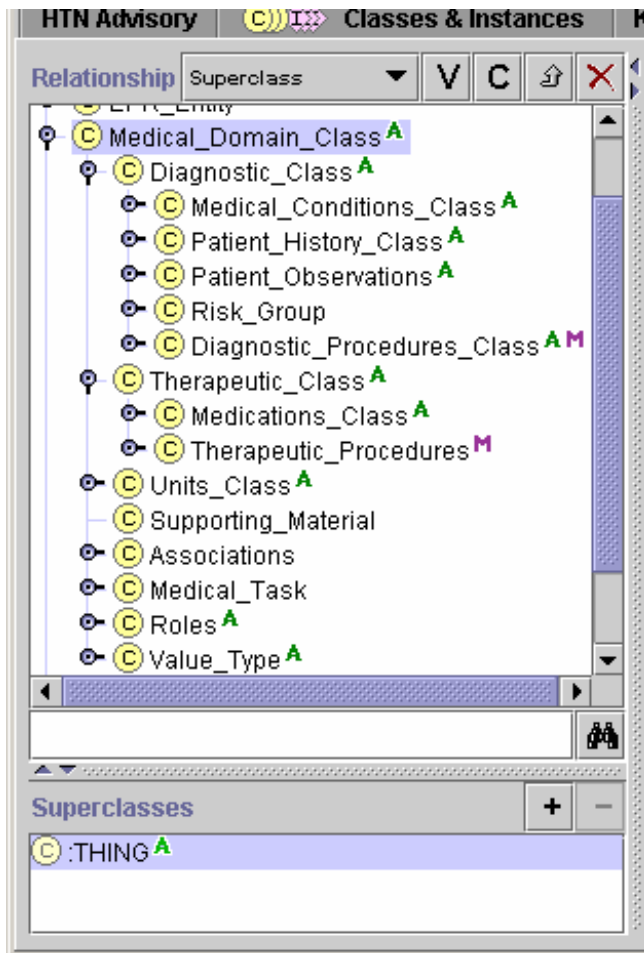 HTN Advisory C I Classes & Instances
Relationship Superclass V C
EPR_Entity
C Medical_Domain_Class A
C Diagnostic_Class A
C Medical_Conditions_Class A
C Patient_History_Class A
C Patient_Observations A
C Risk_Group
C Diagnostic_Procedures_Class A M
C Therapeutic_Class A
C Medications_Class A
C Therapeutic_Procedures M
C Units_Class A
C Supporting_Material
C Associations
C Medical_Task
C Roles A
C Value_Type A
Superclasses + −
C :THING A